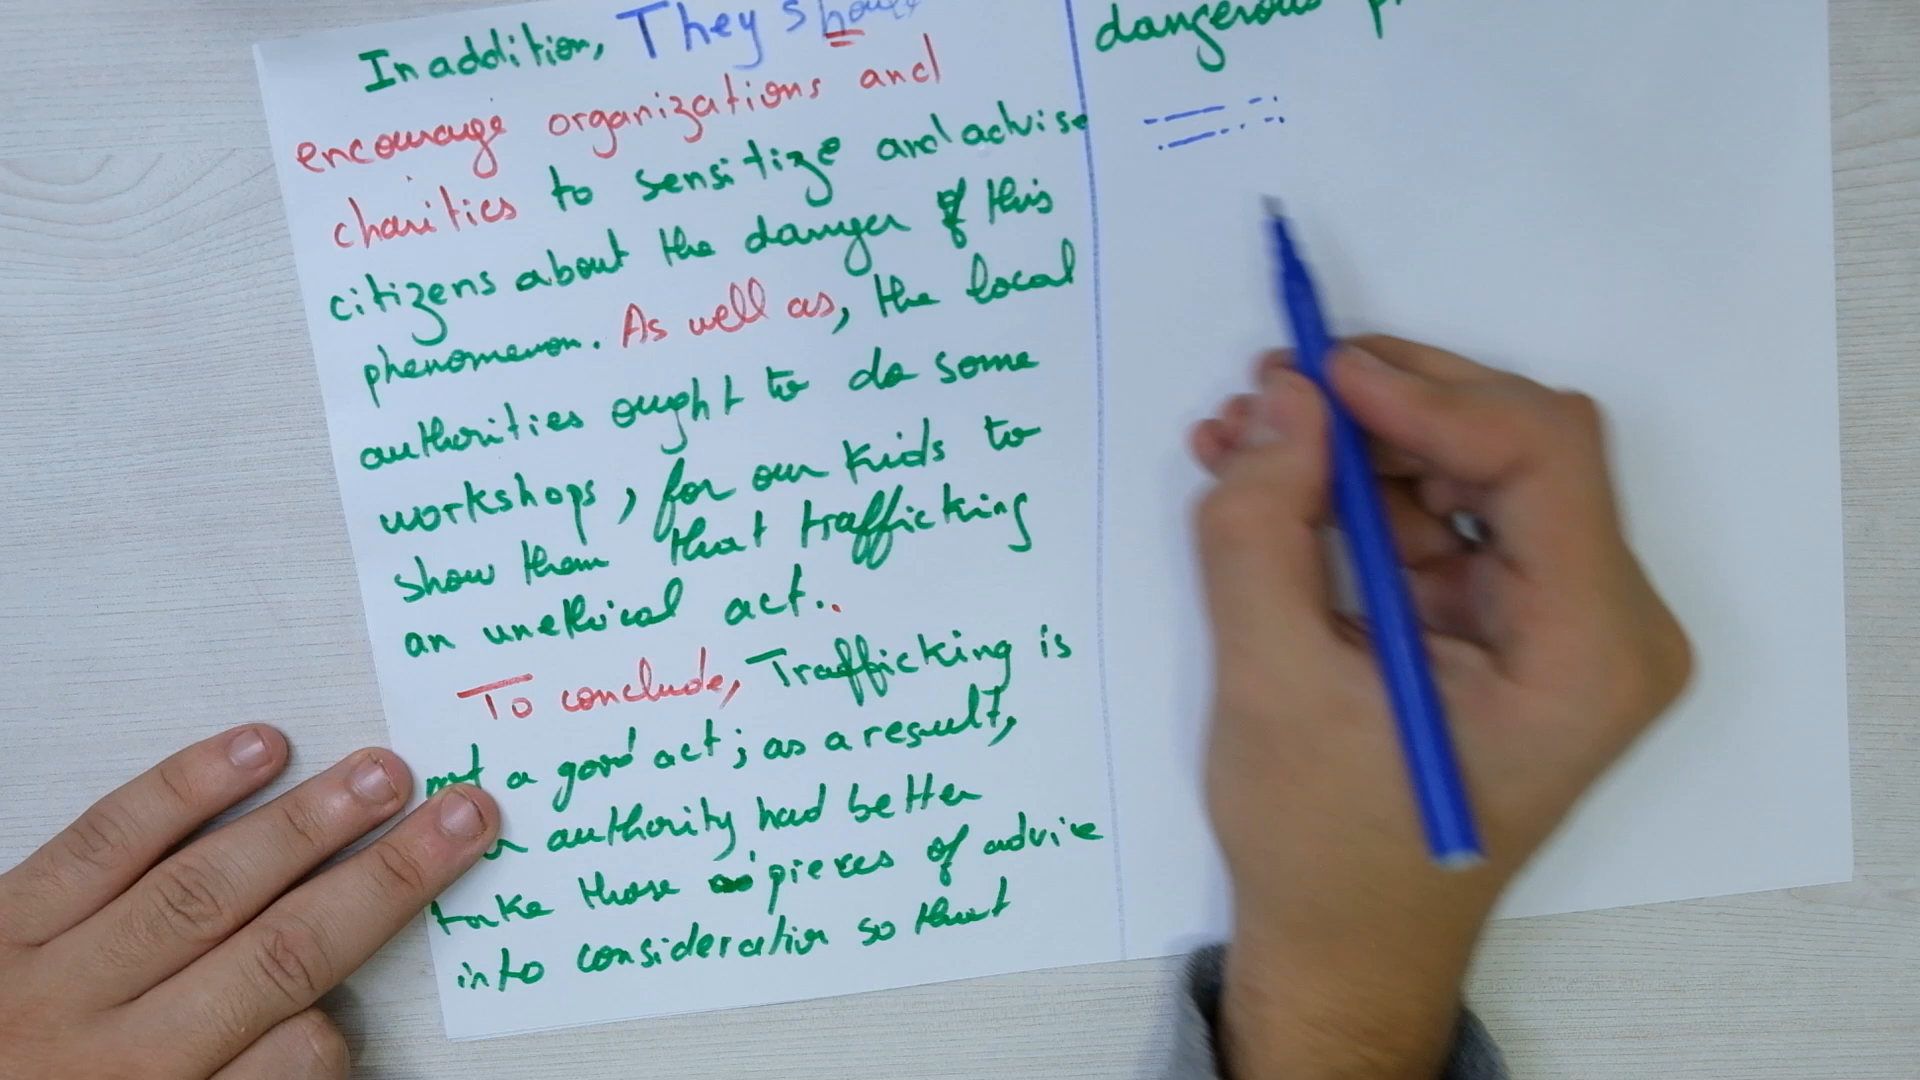 In addition, They
encourage organizations and
charities to sensitize and advise
citizens about the danger of this
phenomenon. As well as, the local
authorities ought to do some
workshops, for our kids to
show them that trafficking
an unethical act..
To conclude, Trafficking is
not a good act; as a result,
authority had better
take those pieces of advice
into consideration so that
dangerous